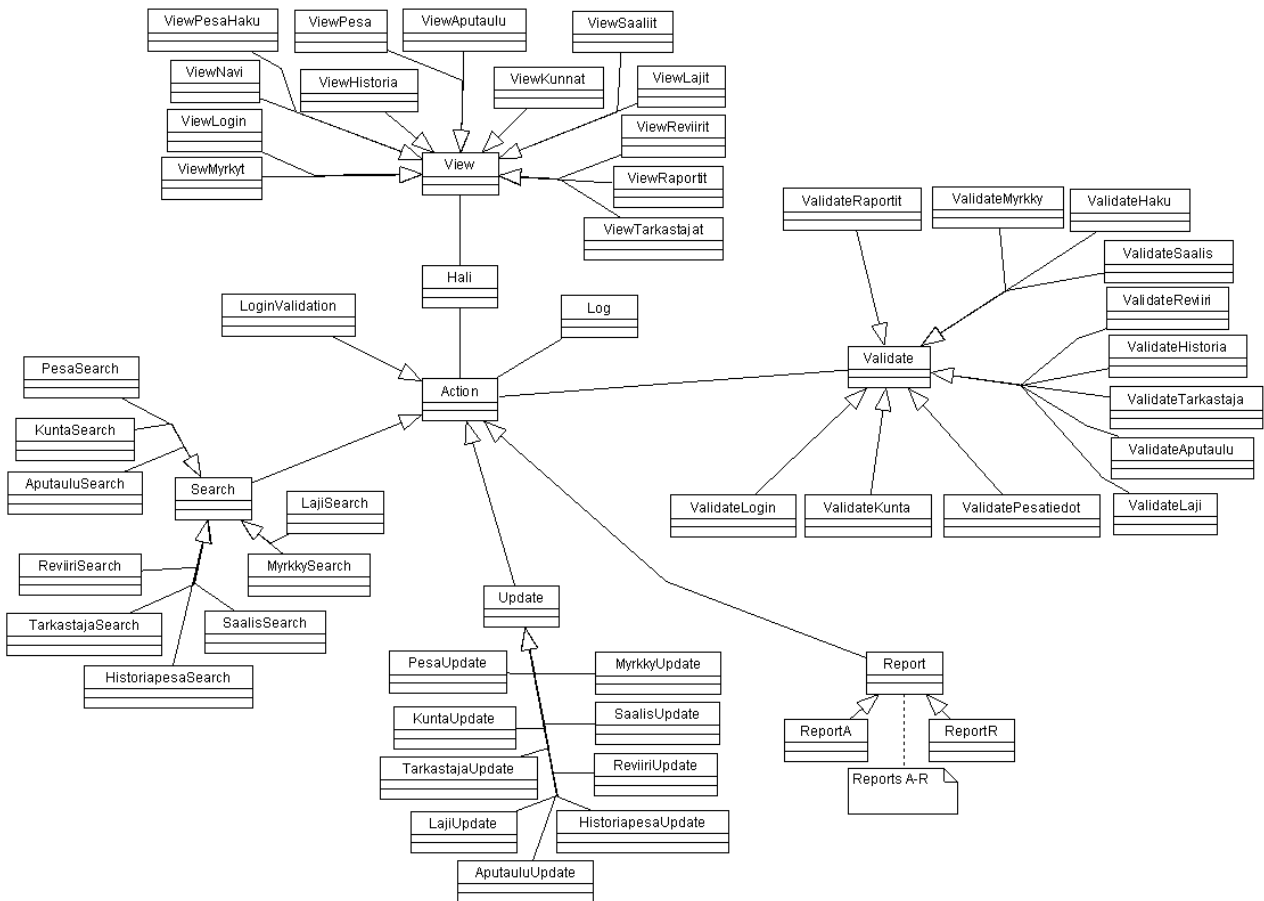 ViewPesaHaku
ViewPesa
ViewAputaulu
ViewSaaliit
ViewNavi
ViewHistoria
ViewKunnat
ViewLajit
ViewLogin
ViewReviirit
ViewMyrkyt
View
ViewRaportit
ViewTarkastajat
ValidateRaportit
ValidateMyrkky
ValidateHaku
ValidateSaalis
Hali
LoginValidation
Log
ValidateReviiri
ValidateHistoria
PesaSearch
Action
Validate
ValidateTarkastaja
KuntaSearch
ValidateAputaulu
AputauluSearch
Search
LajiSearch
ValidateLogin
ValidateKunta
ValidatePesatiedot
ValidateLaji
ReviiriSearch
MyrkkySearch
Update
TarkastajaSearch
SaalisSearch
HistoriapesaSearch
PesaUpdate
MyrkkyUpdate
Report
KuntaUpdate
SaalisUpdate
ReportA
ReportR
TarkastajaUpdate
ReviiriUpdate
Reports A-R
LajiUpdate
HistoriapesaUpdate
AputauluUpdate